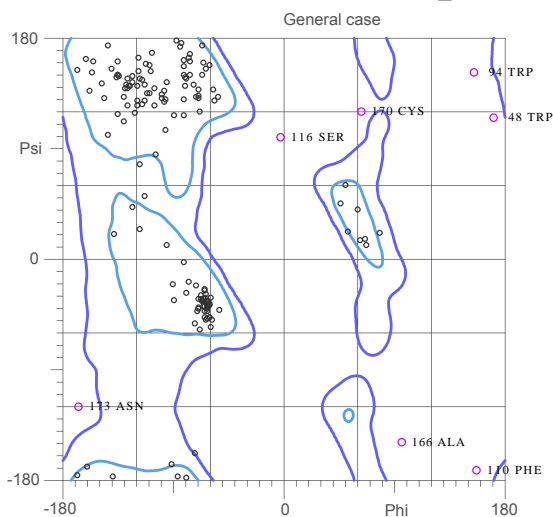 General case
180
94 TRP
170 CYS
48 TRP
116 SER
Psi
0
173 ASN
166 ALA
110 PHE
-180
-180
0
Phi
180